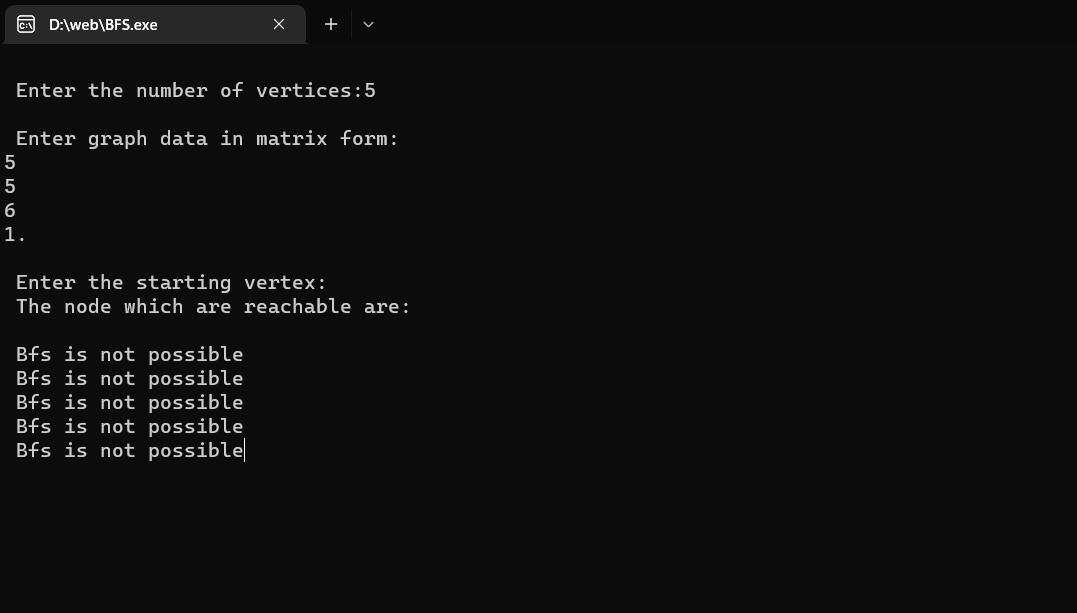 D:\web\BFS.exe
Enter the number of vertices:5
Enter graph data in matrix form:
5
5
6
1.
Enter the starting vertex:
The node which are reachable are:
Bfs is not possible
Bfs is not possible
Bfs is not possible
Bfs is not possible
Bfs is not possible